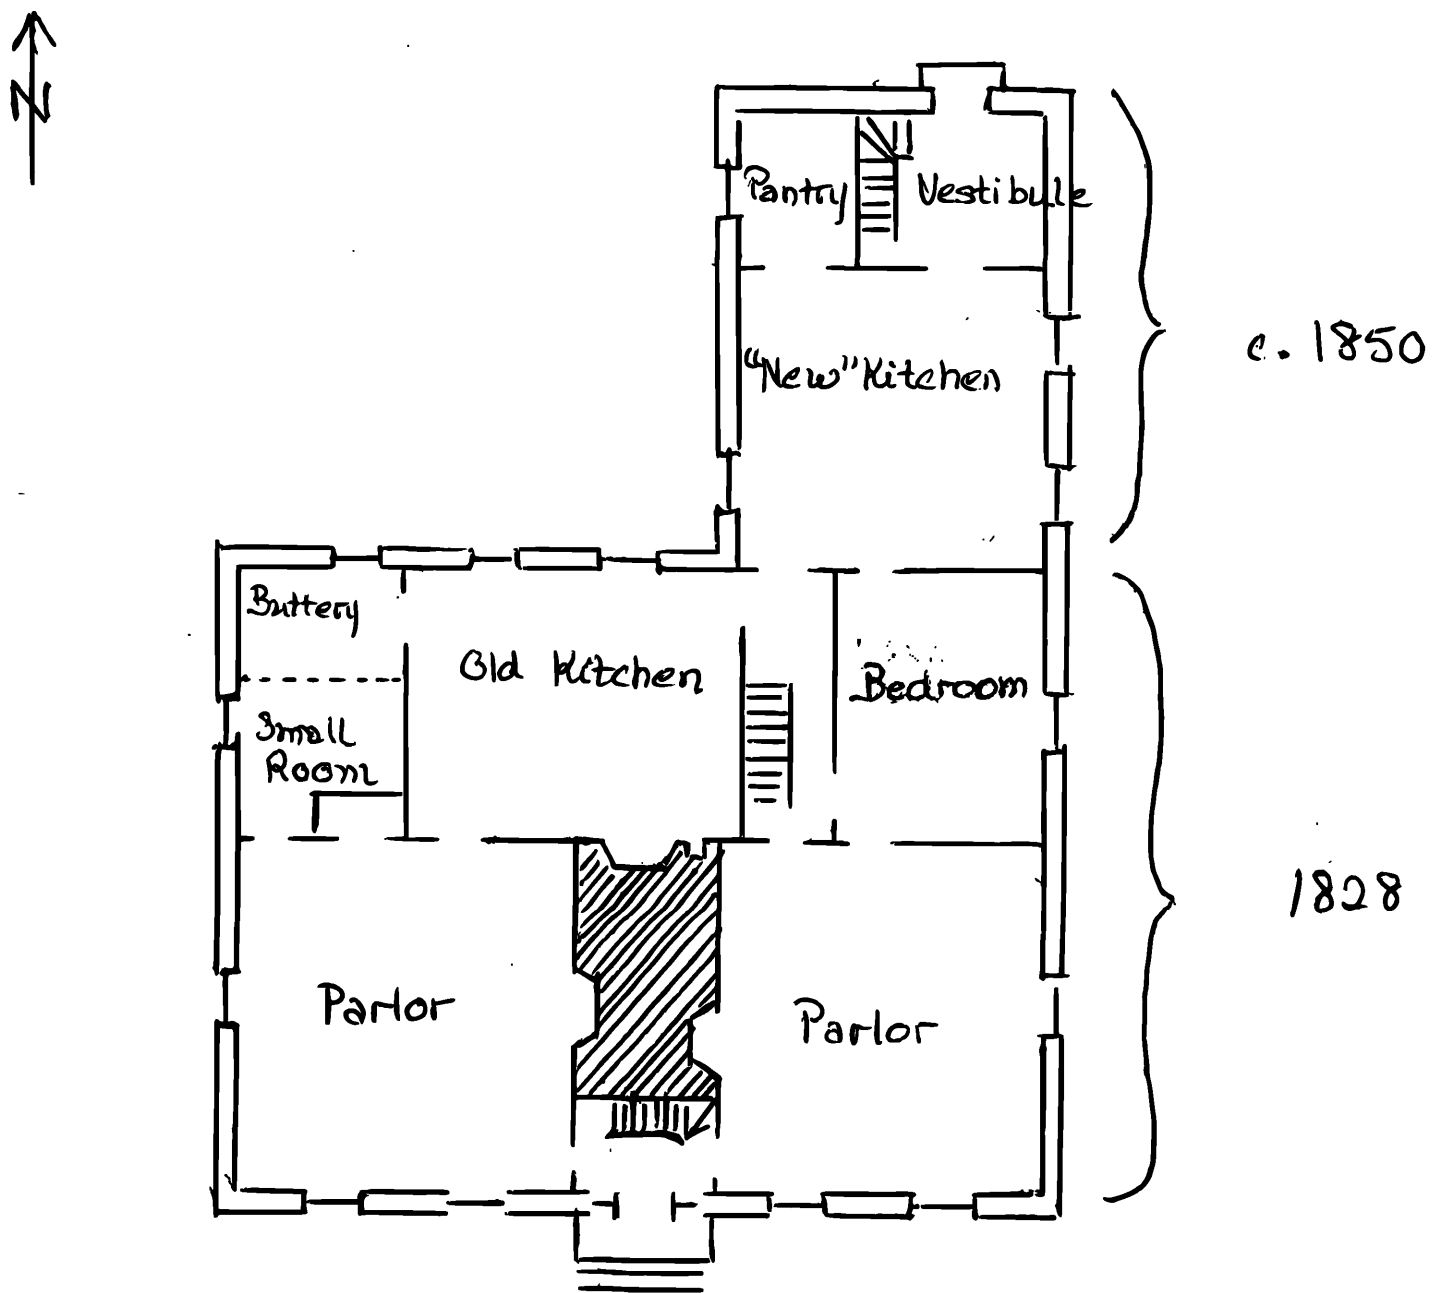 N
Pantry
Vestibule
"New" Kitchen
c. 1850
Buttery
Old Kitchen
Bedroom
Small
Room
1828
Parlor
Parlor